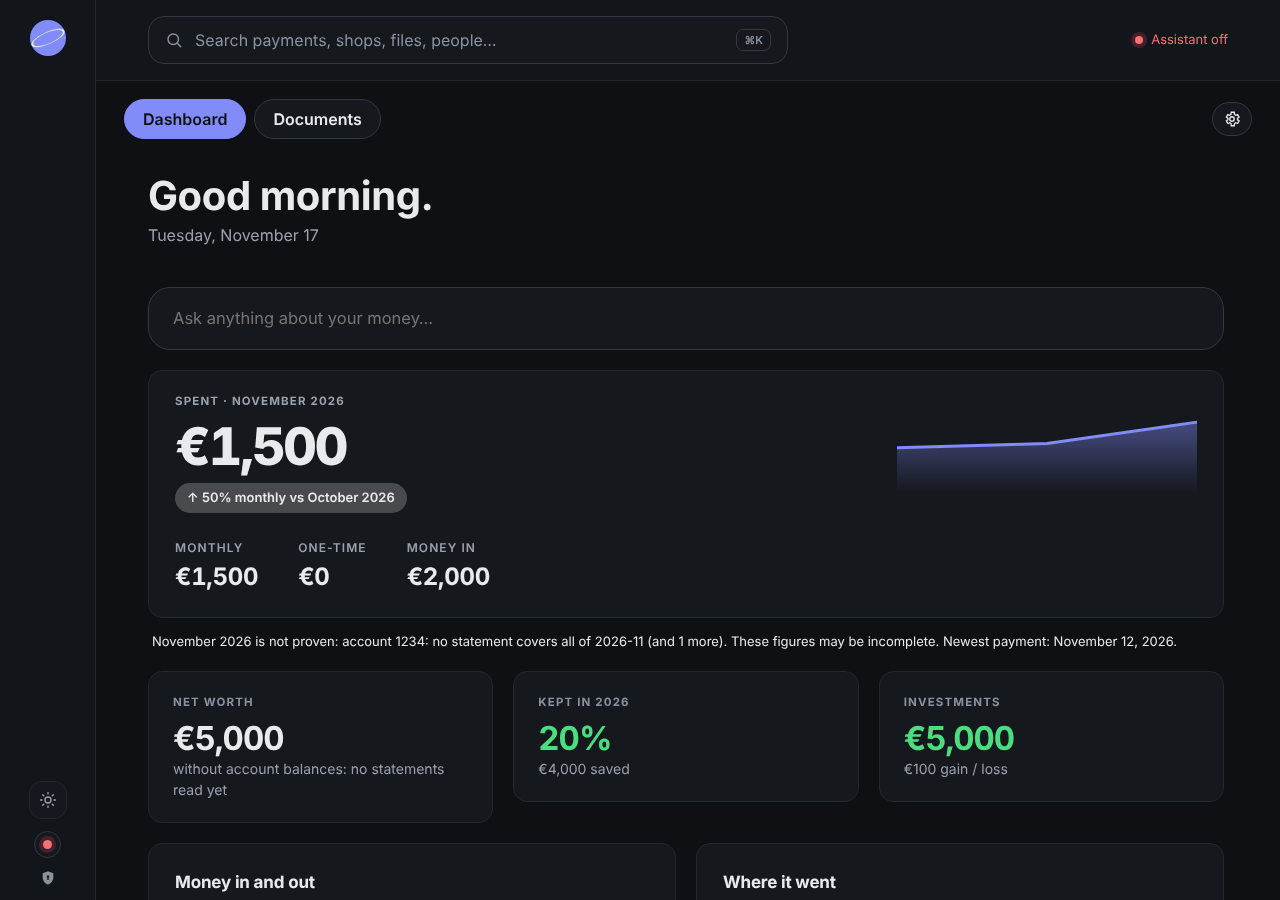 Search payments, shops, files, people...
⌘K
Assistant off
Dashboard
Documents
Good morning.
Tuesday, November 17
Ask anything about your money...
SPENT · NOVEMBER 2026
€1,500
↑ 50% monthly vs October 2026
MONTHLY
€1,500
ONE-TIME
€0
MONEY IN
€2,000
November 2026 is not proven: account 1234: no statement covers all of 2026-11 (and 1 more). These figures may be incomplete. Newest payment: November 12, 2026.
NET WORTH
€5,000
without account balances: no statements
read yet
KEPT IN 2026
20%
€4,000 saved
INVESTMENTS
€5,000
€100 gain / loss
Money in and out
Where it went